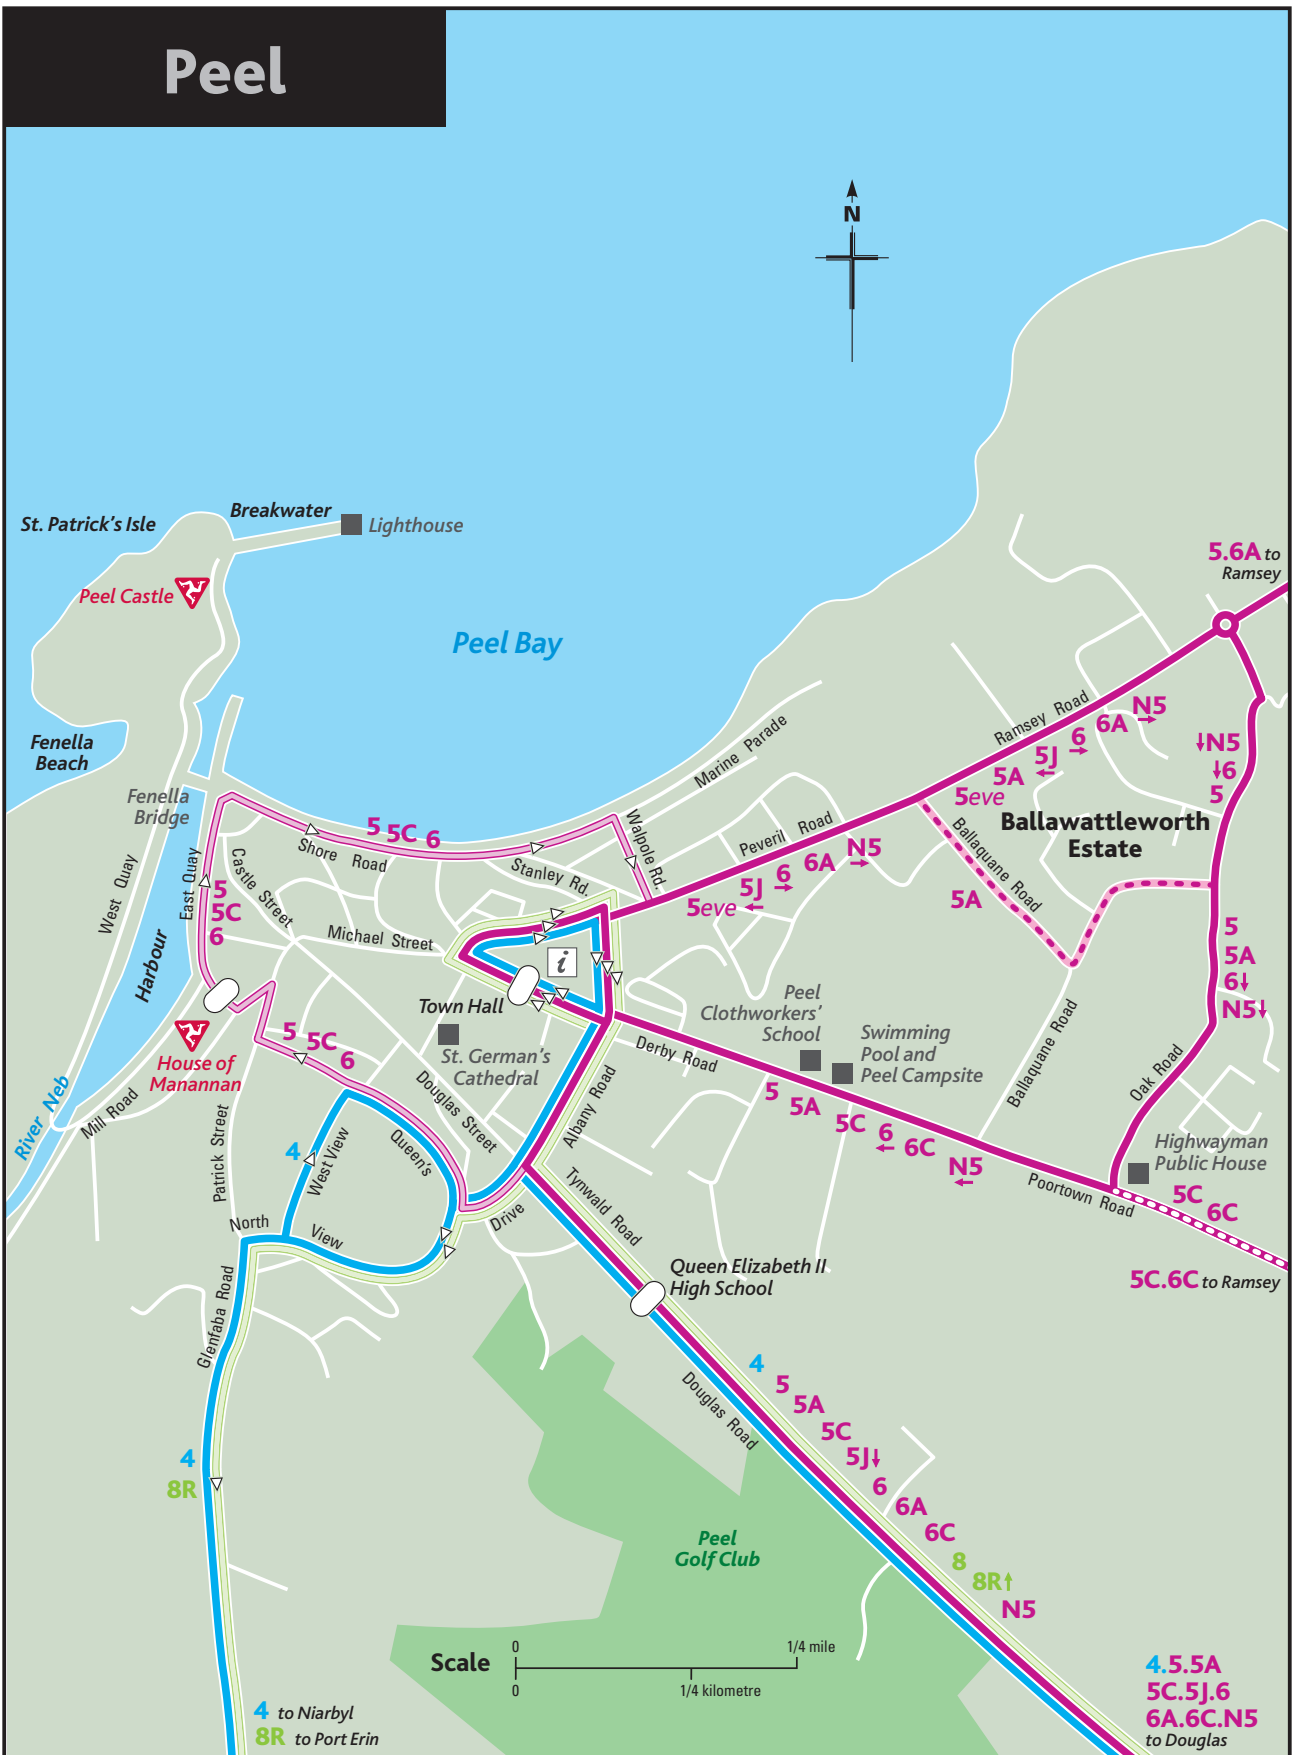 Peel
N
St. Patrick's Isle
Breakwater
Lighthouse
Peel Castle
Peel Bay
5.6A to
Ramsey
Fenella
Beach
Fenella
Bridge
West Quay
East Quay
Harbour
River Neb
Castle Street
Shore Road
5 5C 6
Stanley Rd.
Walpole Rd.
Marine Parade
Peveril Road
5eve
5J
6
6A
N5
Ramsey Road
5eve
5A
5J
6
6A
N5
N5
6
5
Ballawattleworth
Estate
Ballaquane Road
5A
5
5A
6
N5
5
5C
6
Michael Street
i
Town Hall
St. German's
Cathedral
Peel
Clothworkers'
School
Swimming
Pool and
Peel Campsite
Derby Road
5
5A
5C
6
6C
N5
Ballaquane Road
Oak Road
Highwayman
Public House
Poortown Road
5C
6C
5C.6C to Ramsey
House of
Manannan
5
5C
6
Mill Road
Patrick Street
4
West View
Queen's
Drive
Douglas Street
Albany Road
Tynwald Road
North
View
Glenfaba Road
Queen Elizabeth II
High School
Douglas Road
4
5
5A
5C
5J
6
6A
6C
8
8R
N5
4
8R
Peel
Golf Club
Scale
0
1/4 mile
0
1/4 kilometre
4 to Niarbyl
8R to Port Erin
4.5.5A
5C.5J.6
6A.6C.N5
to Douglas